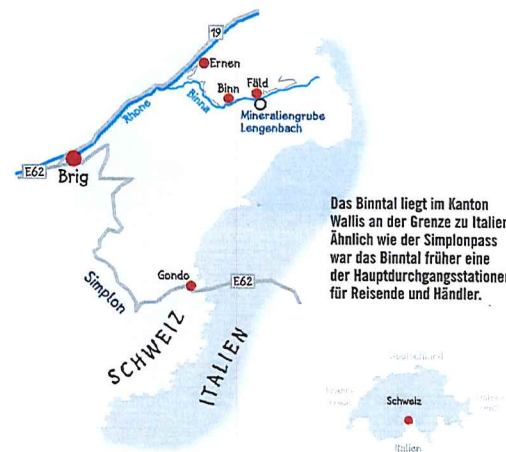 19
Ernen
Binn
Fäld
Rhone
Binna
Mineraliengrube
Lengenbach
E62
Brig
Das Binntal liegt im Kanton
Wallis an der Grenze zu Italien
Ähnlich wie der Simplonpass
war das Binntal früher eine
der Hauptdurchgangsstationen
für Reisende und Händler.
Gondo
E62
Simplon
SCHWEIZ
ITALIEN
Deutschland
Schweiz
Italien